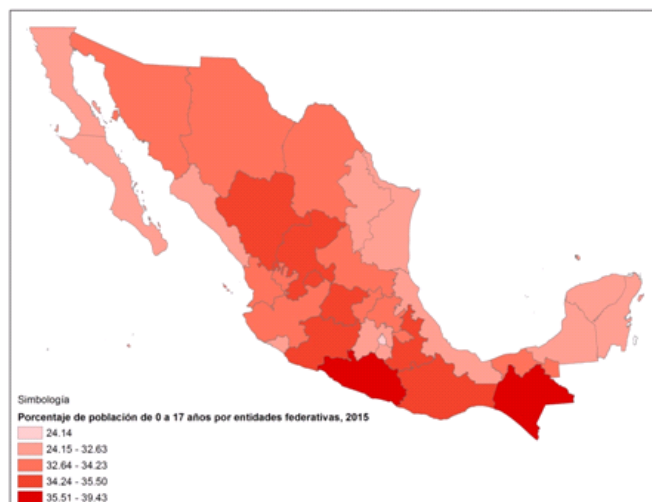 Simbología
Porcentaje de población de 0 a 17 años por entidades federativas, 2015
24.14
24.15 - 32.63
32.64 - 34.23
34.24 - 35.50
35.51 - 39.43